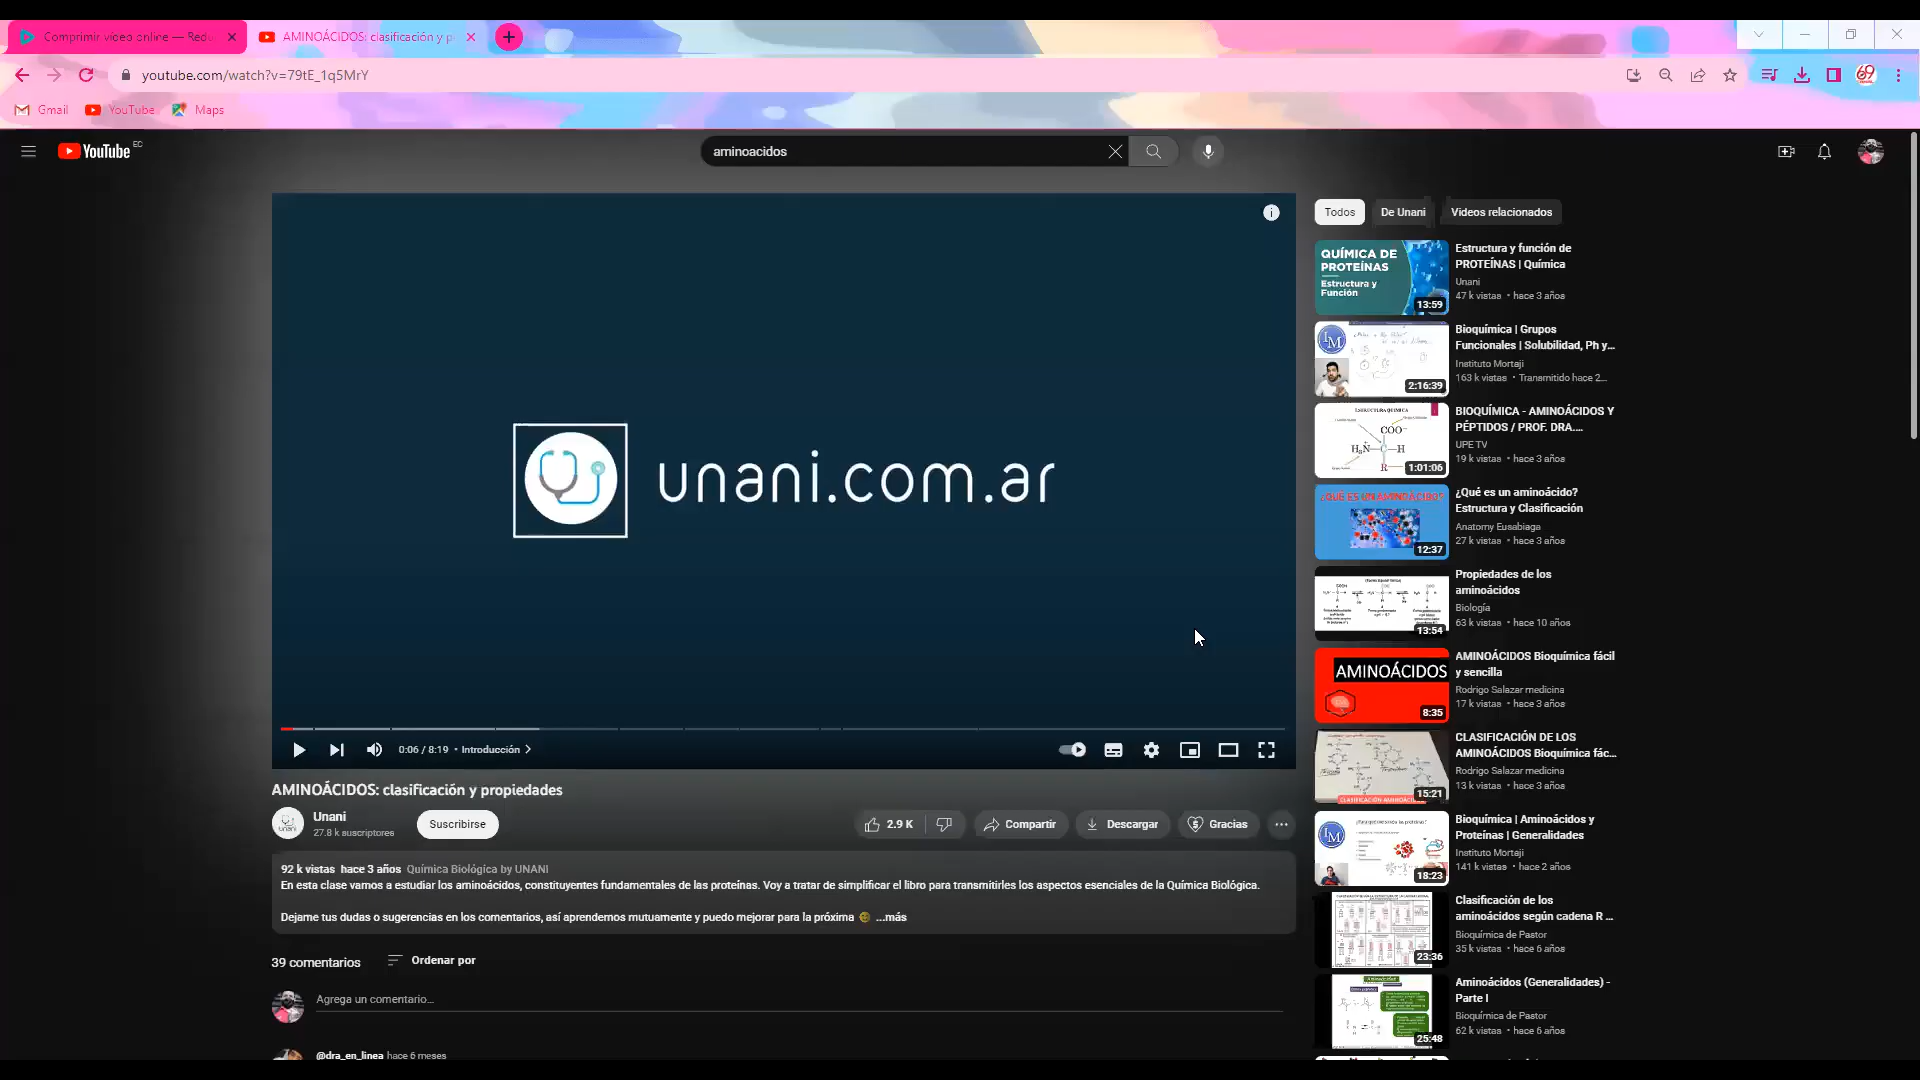 Comprimir vídeo online — Redu
AMINOÁCIDOS: clasificación y p
youtube.com/watch?v=79tE_1q5MrY
Gmail
YouTube
Maps
YouTube EC
aminoacidos
unani.com.ar
0:06 / 8:19 • Introducción
AMINOÁCIDOS: clasificación y propiedades
Unani
27.8 k suscriptores
Suscribirse
2.9 K
Compartir
Descargar
Gracias
92 k vistas hace 3 años Química Biológica by UNANI
En esta clase vamos a estudiar los aminoácidos, constituyentes fundamentales de las proteínas. Voy a tratar de simplificar el libro para transmitirles los aspectos esenciales de la Química Biológica.
Dejame tus dudas o sugerencias en los comentarios, así aprendemos mutuamente y puedo mejorar para la próxima ...más
39 comentarios
Ordenar por
Agrega un comentario...
@dra_en_linea hace 6 meses
Todos
De Unani
Videos relacionados
QUÍMICA DE
PROTEÍNAS
Estructura y
Función
13:59
Estructura y función de
PROTEÍNAS | Química
Unani
47 k vistas • hace 3 años
IM
2:16:39
Bioquímica | Grupos
Funcionales | Solubilidad, Ph y...
Instituto Mortaji
163 k vistas • Transmitido hace 2...
ESTRUCTURA QUIMICA
COO⁻
H₃N—C—H
R
1:01:06
BIOQUÍMICA - AMINOÁCIDOS Y
PÉPTIDOS / PROF. DRA....
UPE TV
19 k vistas • hace 3 años
¿QUÉ ES UN AMINOÁCIDO?
12:37
¿Qué es un aminoácido?
Estructura y Clasificación
Anatomy Eusabiaga
27 k vistas • hace 3 años
13:54
Propiedades de los
aminoácidos
Biología
63 k vistas • hace 10 años
AMINOÁCIDOS
8:35
AMINOÁCIDOS Bioquímica fácil
y sencilla
Rodrigo Salazar medicina
17 k vistas • hace 3 años
15:21
CLASIFICACIÓN DE LOS
AMINOÁCIDOS Bioquímica fác...
Rodrigo Salazar medicina
13 k vistas • hace 3 años
IM
18:23
Bioquímica | Aminoácidos y
Proteínas | Generalidades
Instituto Mortaji
141 k vistas • hace 2 años
23:36
Clasificación de los
aminoácidos según cadena R ...
Bioquímica de Pastor
35 k vistas • hace 6 años
25:48
Aminoácidos (Generalidades) -
Parte I
Bioquímica de Pastor
62 k vistas • hace 6 años